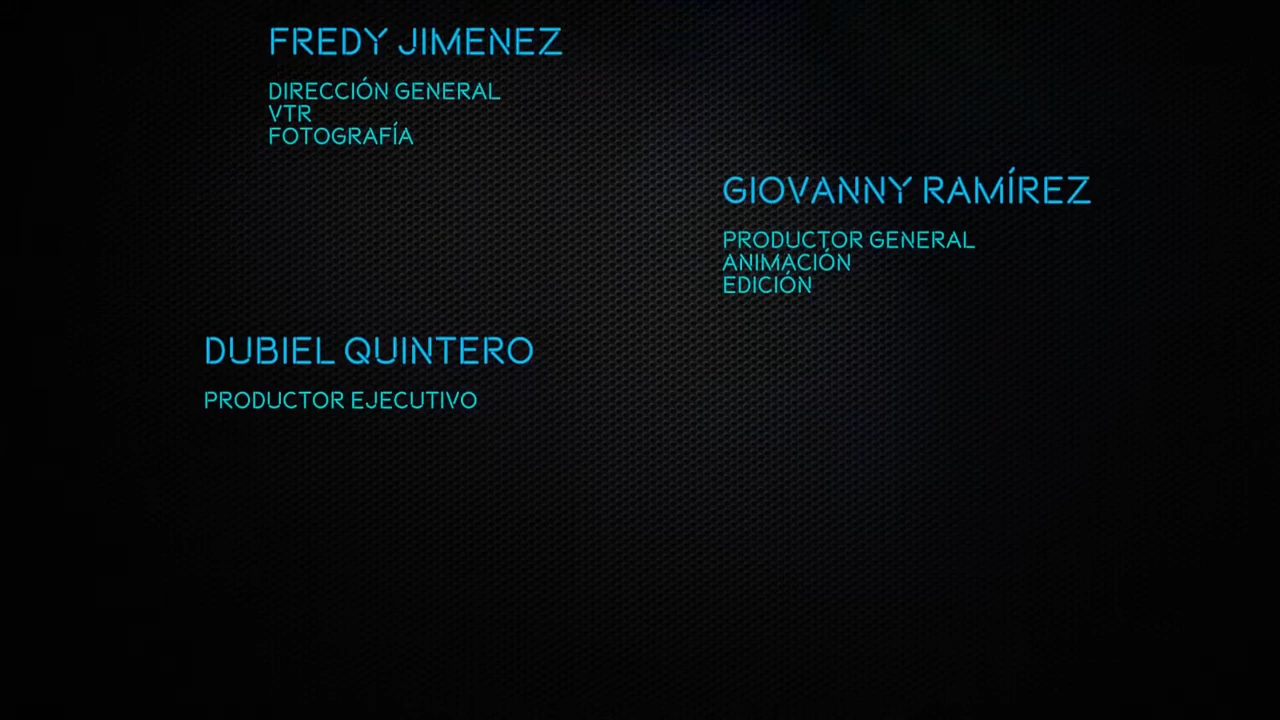 FREDY JIMENEZ
DIRECCIÓN GENERAL
VTR
FOTOGRAFÍA
GIOVANNY RAMÍREZ
PRODUCTOR GENERAL
ANIMACIÓN
EDICIÓN
DUBIEL QUINTERO
PRODUCTOR EJECUTIVO